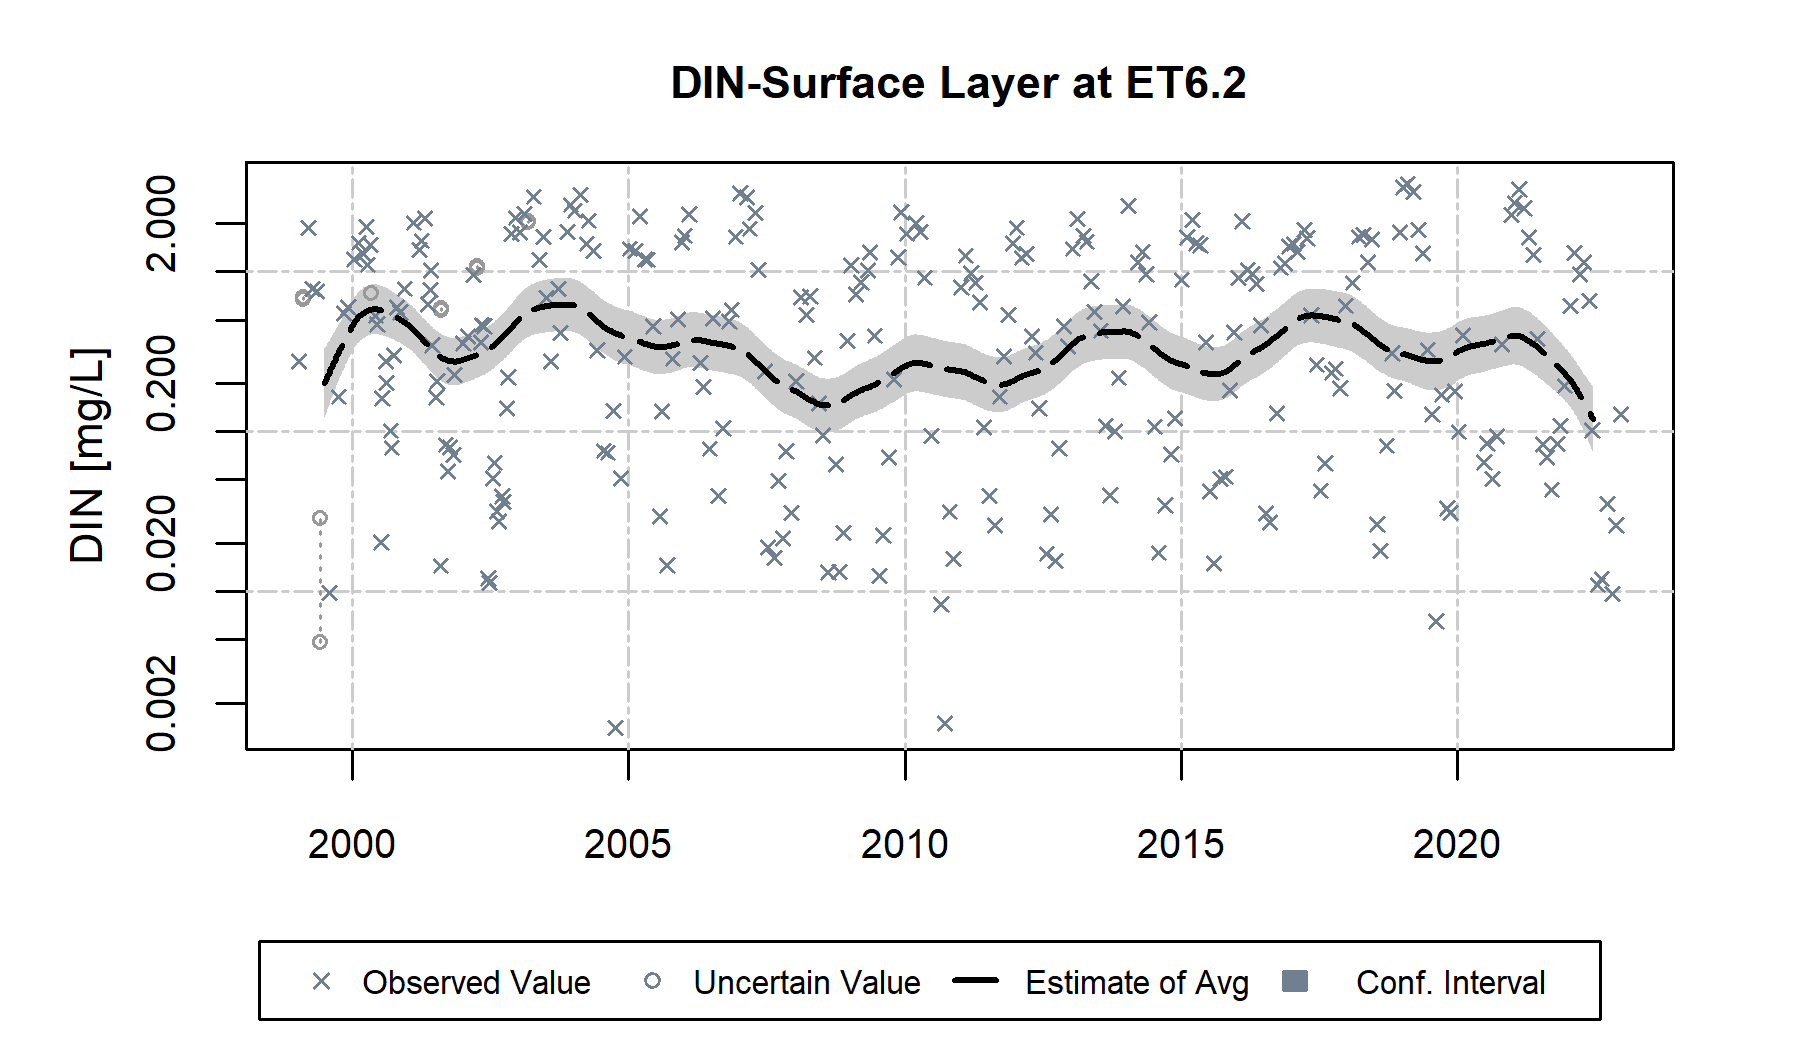 DIN-Surface Layer at ET6.2
DIN [mg/L]
2.000
0.200
0.020
0.002
2000 2005 2010 2015 2020
Observed Value Uncertain Value Estimate of Avg Conf. Interval